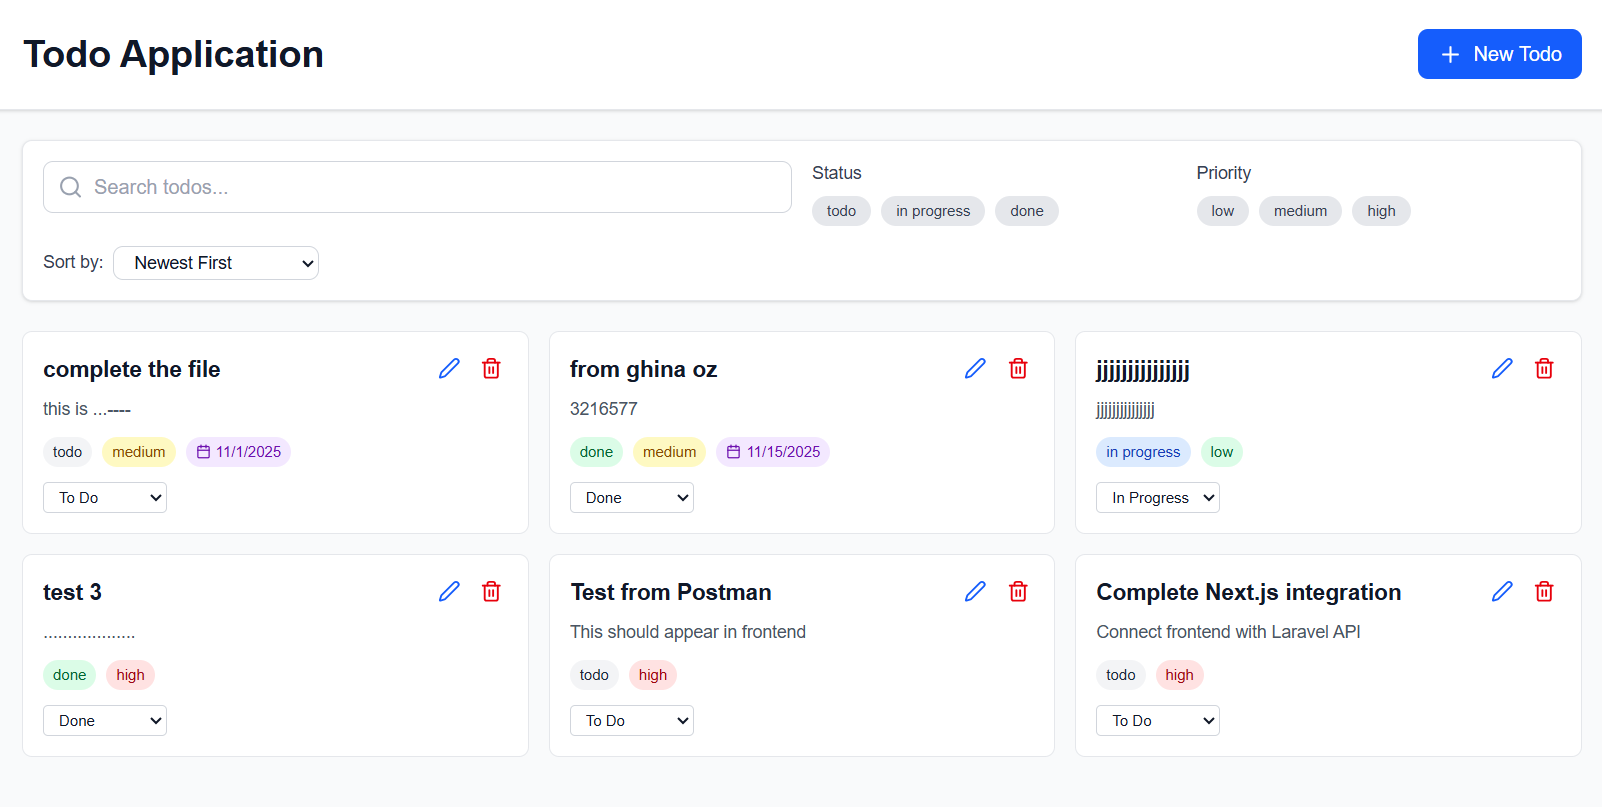 Todo Application
New Todo
Search todos...
Status
todo in progress done
Priority
low medium high
Sort by: Newest First
complete the file
this is ...----
todo medium 11/1/2025
To Do
from ghina oz
3216577
done medium 11/15/2025
Done
jjjjjjjjjjjjjjj
jjjjjjjjjjjjjj
in progress low
In Progress
test 3
...................
done high
Done
Test from Postman
This should appear in frontend
todo high
To Do
Complete Next.js integration
Connect frontend with Laravel API
todo high
To Do